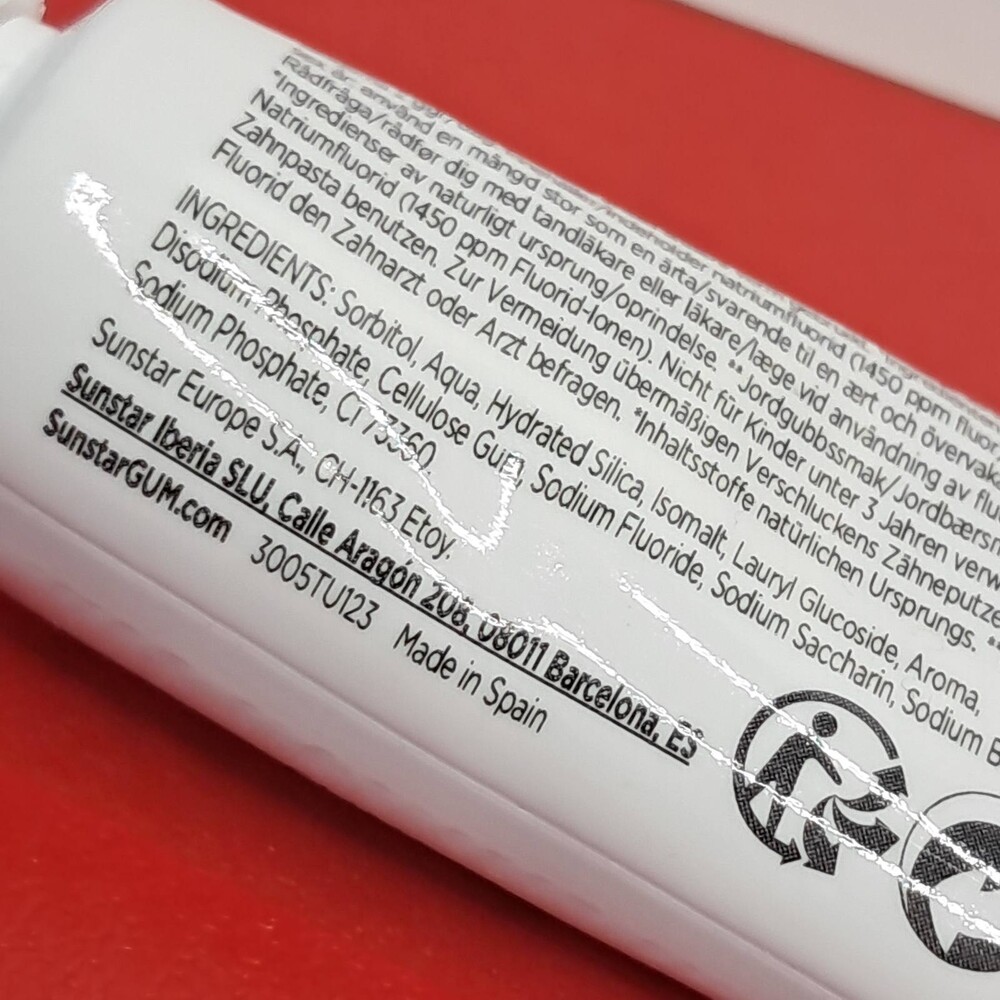 Rådfråga/rådfør dig med tandläkare eller läkare/læge vid användning av
*Ingredienser av naturligt ursprung/oprindelse. **Jordgubbssmak/Jordbærs
Natriumfluorid (1450 ppm Fluorid-Ionen). Nicht für Kinder unter 3 Jahren
Zahnpasta benutzen. Zur Vermeidung übermäßigen Verschluckens Zähneputze
Fluorid den Zahnarzt oder Arzt befragen. *Inhaltsstoffe natürlichen Ursprungs. **
INGREDIENTS: Sorbitol, Aqua, Hydrated Silica, Isomalt, Lauryl Glucoside, Aroma,
Disodium Phosphate, Cellulose Gum, Sodium Fluoride, Sodium Saccharin, Sodium B
Sodium Phosphate, CI 73360
Sunstar Europe S.A., CH-1163 Etoy.
Sunstar Iberia SLU, Calle Aragón 208, 08011 Barcelona, ES
SunstarGUM.com 3005TU123 Made in Spain